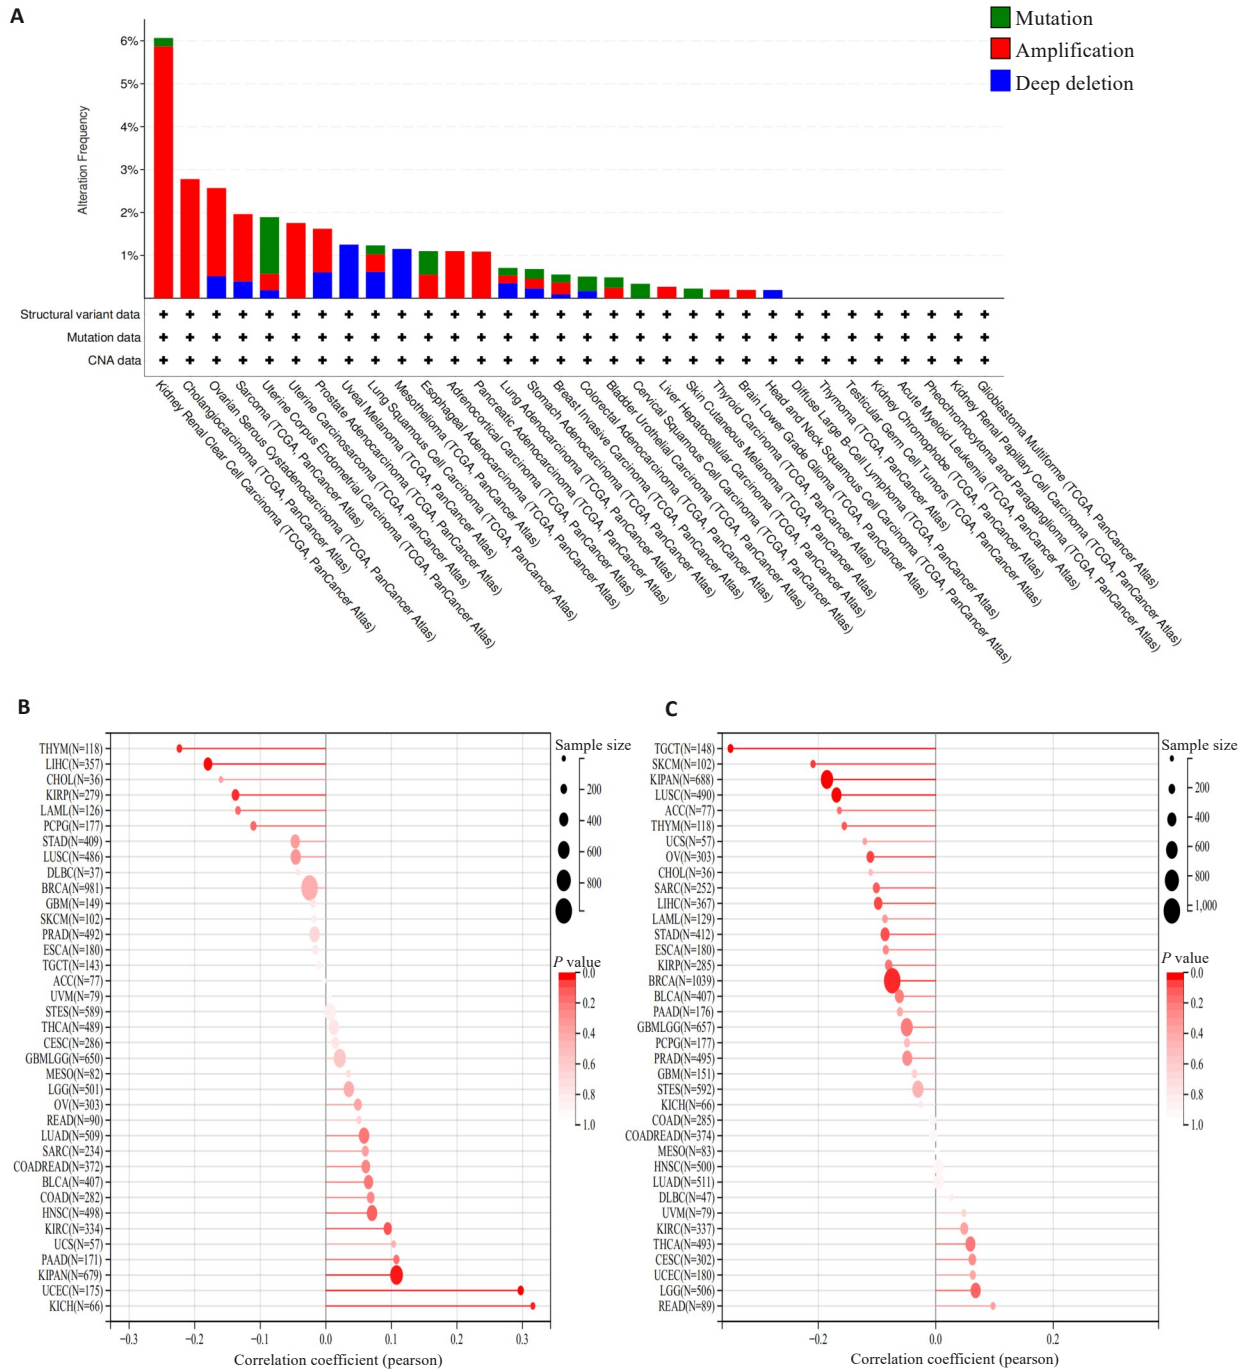 A
Mutation
Amplification
Deep deletion
Alteration Frequency
6%
5%
4%
3%
2%
1%
Structural variant data
Mutation data
CNA data
Kidney Renal Clear Cell Carcinoma (TCGA, PanCancer Atlas)
Cholangiocarcinoma (TCGA, PanCancer Atlas)
Ovarian Serous Cystadenocarcinoma (TCGA, PanCancer Atlas)
Sarcoma (TCGA, PanCancer Atlas)
Uterine Corpus Endometrial Carcinoma (TCGA, PanCancer Atlas)
Uterine Carcinosarcoma (TCGA, PanCancer Atlas)
Prostate Adenocarcinoma (TCGA, PanCancer Atlas)
Uveal Melanoma (TCGA, PanCancer Atlas)
Lung Squamous Cell Carcinoma (TCGA, PanCancer Atlas)
Mesothelioma (TCGA, PanCancer Atlas)
Esophageal Adenocarcinoma (TCGA, PanCancer Atlas)
Adrenocortical Carcinoma (TCGA, PanCancer Atlas)
Pancreatic Adenocarcinoma (TCGA, PanCancer Atlas)
Lung Adenocarcinoma (TCGA, PanCancer Atlas)
Stomach Adenocarcinoma (TCGA, PanCancer Atlas)
Breast Invasive Carcinoma (TCGA, PanCancer Atlas)
Colorectal Adenocarcinoma (TCGA, PanCancer Atlas)
Bladder Urothelial Carcinoma (TCGA, PanCancer Atlas)
Cervical Squamous Cell Carcinoma (TCGA, PanCancer Atlas)
Liver Hepatocellular Carcinoma (TCGA, PanCancer Atlas)
Skin Cutaneous Melanoma (TCGA, PanCancer Atlas)
Thyroid Carcinoma (TCGA, PanCancer Atlas)
Brain Lower Grade Glioma (TCGA, PanCancer Atlas)
Head and Neck Squamous Cell Carcinoma (TCGA, PanCancer Atlas)
Diffuse Large B-Cell Lymphoma (TCGA, PanCancer Atlas)
Thymoma (TCGA, PanCancer Atlas)
Testicular Germ Cell Tumors (TCGA, PanCancer Atlas)
Kidney Chromophobe (TCGA, PanCancer Atlas)
Acute Myeloid Leukemia (TCGA, PanCancer Atlas)
Pheochromocytoma and Paraganglioma (TCGA, PanCancer Atlas)
Kidney Renal Papillary Cell Carcinoma (TCGA, PanCancer Atlas)
Glioblastoma Multiforme (TCGA, PanCancer Atlas)
B
THYM(N=118)
LIHC(N=357)
CHOL(N=36)
KIRP(N=279)
LAML(N=126)
PCPG(N=177)
STAD(N=409)
LUSC(N=486)
DLBC(N=37)
BRCA(N=981)
GBM(N=149)
SKCM(N=102)
PRAD(N=492)
ESCA(N=180)
TGCT(N=143)
ACC(N=77)
UVM(N=79)
STES(N=589)
THCA(N=489)
CESC(N=286)
GBMLGG(N=650)
MESO(N=82)
LGG(N=501)
OV(N=303)
READ(N=90)
LUAD(N=509)
SARC(N=234)
COADREAD(N=372)
BLCA(N=407)
COAD(N=282)
HNSC(N=498)
KIRC(N=334)
UCS(N=57)
PAAD(N=171)
KIPAN(N=679)
UCEC(N=175)
KICH(N=66)
−0.3 −0.2 −0.1 0.0 0.1 0.2 0.3
Correlation coefficient (pearson)
Sample size
200
400
600
800
P value
0.0
0.2
0.4
0.6
0.8
1.0
C
TGCT(N=148)
SKCM(N=102)
KIPAN(N=688)
LUSC(N=490)
ACC(N=77)
THYM(N=118)
UCS(N=57)
OV(N=303)
CHOL(N=36)
SARC(N=252)
LIHC(N=367)
LAML(N=129)
STAD(N=412)
ESCA(N=180)
KIRP(N=285)
BRCA(N=1039)
BLCA(N=407)
PAAD(N=176)
GBMLGG(N=657)
PCPG(N=177)
PRAD(N=495)
GBM(N=151)
STES(N=592)
KICH(N=66)
COAD(N=285)
COADREAD(N=374)
MESO(N=83)
HNSC(N=500)
LUAD(N=511)
DLBC(N=47)
UVM(N=79)
KIRC(N=337)
THCA(N=493)
CESC(N=302)
UCEC(N=180)
LGG(N=506)
READ(N=89)
−0.2 0.0 0.2
Correlation coefficient (pearson)
Sample size
200
400
600
800
1,000
P value
0.0
0.2
0.4
0.6
0.8
1.0